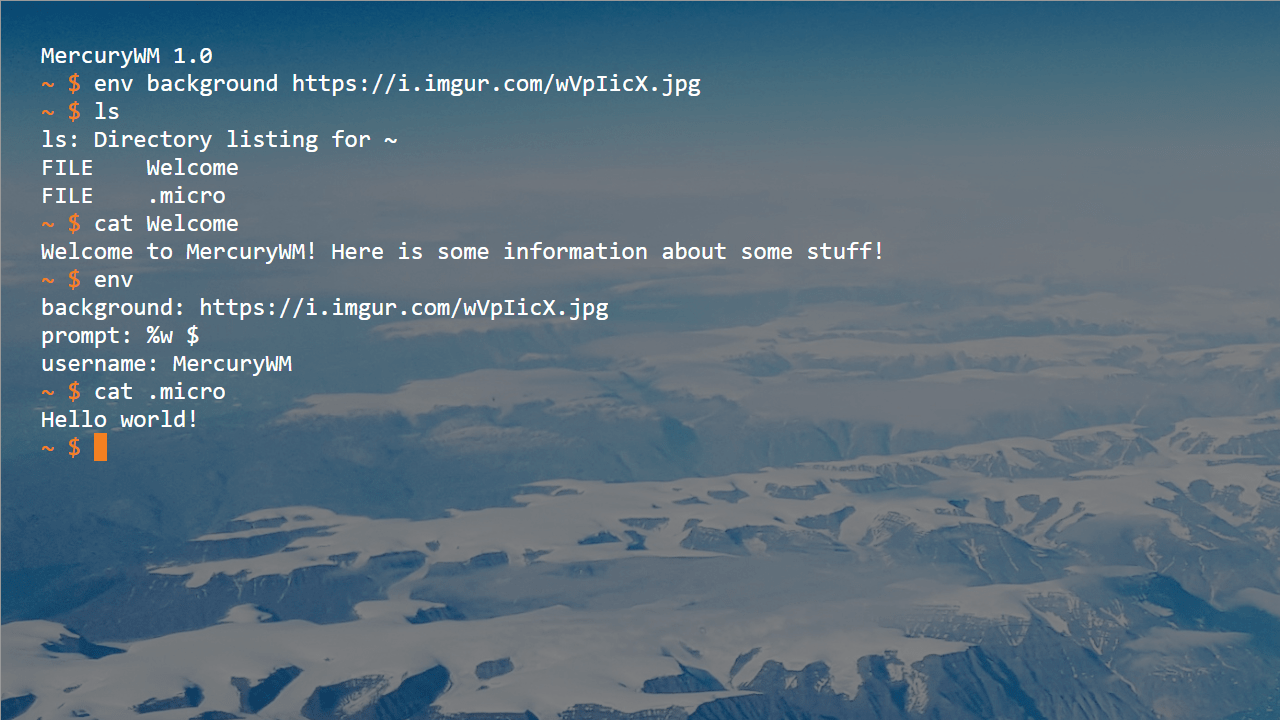 MercuryWM 1.0
~ $ env background https://i.imgur.com/wVpIicX.jpg
~ $ ls
ls: Directory listing for ~
FILE    Welcome
FILE    .micro
~ $ cat Welcome
Welcome to MercuryWM! Here is some information about some stuff!
~ $ env
background: https://i.imgur.com/wVpIicX.jpg
prompt: %w $
username: MercuryWM
~ $ cat .micro
Hello world!
~ $